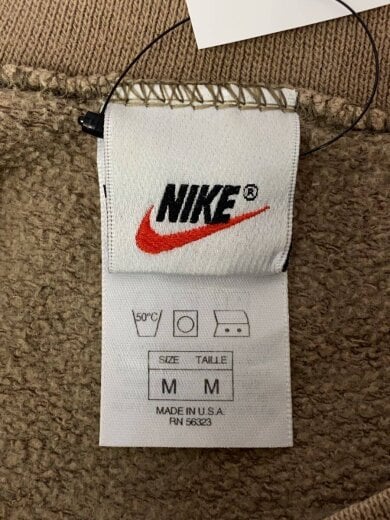 NIKE®
50°C
SIZE TAILLE
M M
MADE IN U.S.A.
RN 56323